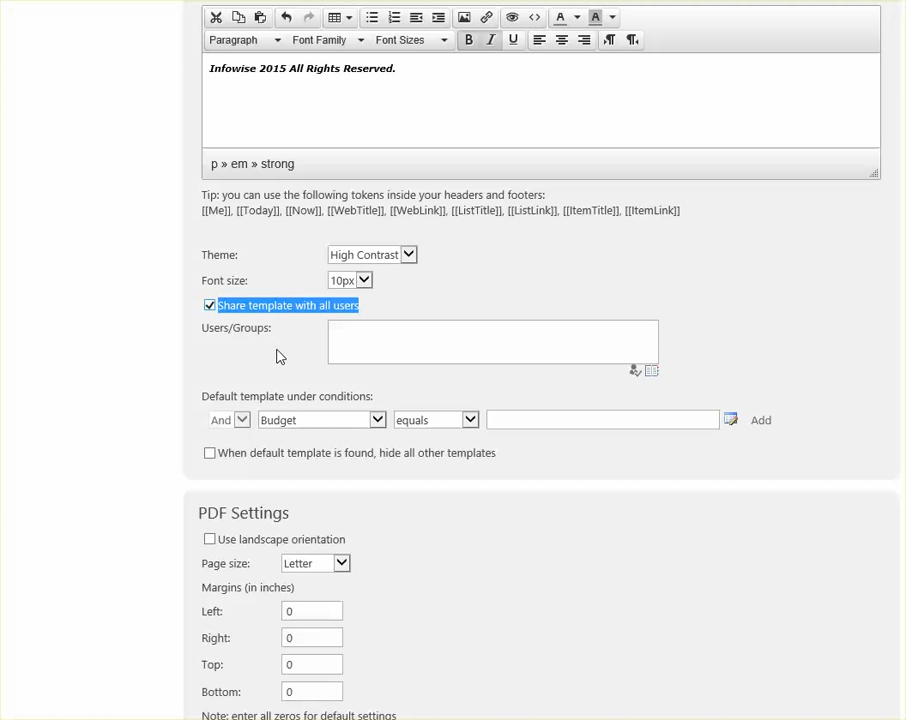 Paragraph Font Family Font Sizes B I U
Infowise 2015 All Rights Reserved.
p » em » strong
Tip: you can use the following tokens inside your headers and footers:
[[Me]], [[Today]], [[Now]], [[WebTitle]], [[WebLink]], [[ListTitle]], [[ListLink]], [[ItemTitle]], [[ItemLink]]
Theme: High Contrast
Font size: 10px
Share template with all users
Users/Groups:
Default template under conditions:
And Budget equals Add
When default template is found, hide all other templates
PDF Settings
Use landscape orientation
Page size: Letter
Margins (in inches)
Left: 0
Right: 0
Top: 0
Bottom: 0
Note: enter all zeros for default settings